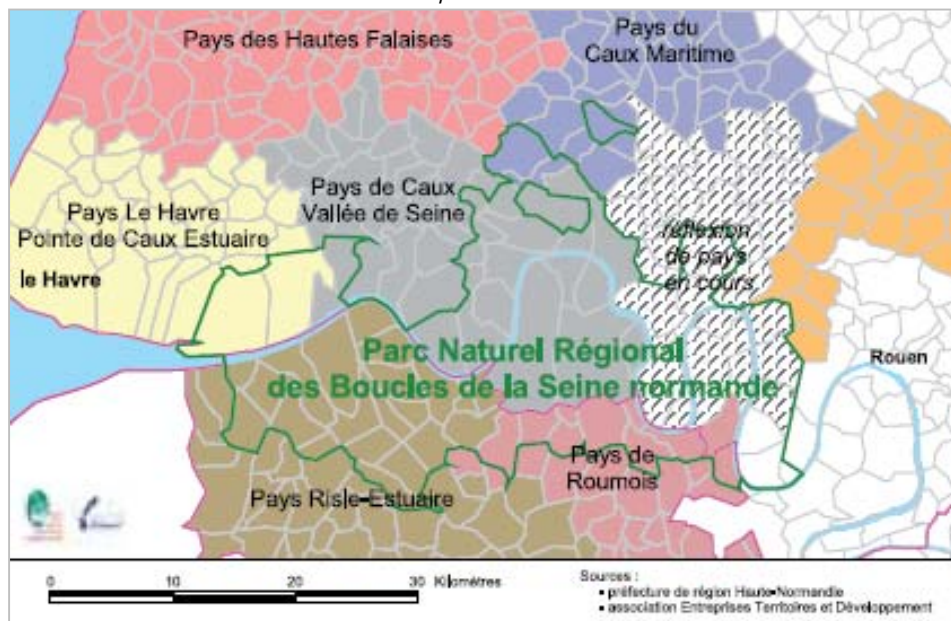 Pays des Hautes Falaises
Pays du
Caux Maritime
Pays de Caux
Vallée de Seine
Pays Le Havre
Pointe de Caux Estuaire
le Havre
réflexion
de pays
en cours
Parc Naturel Régional
des Boucles de la Seine normande
Rouen
Pays de
Roumois
Pays Risle-Estuaire
0 10 20 30 Kilomètres
Sources :
• préfecture de région Haute-Normandie
• association Entreprises Territoires et Développement